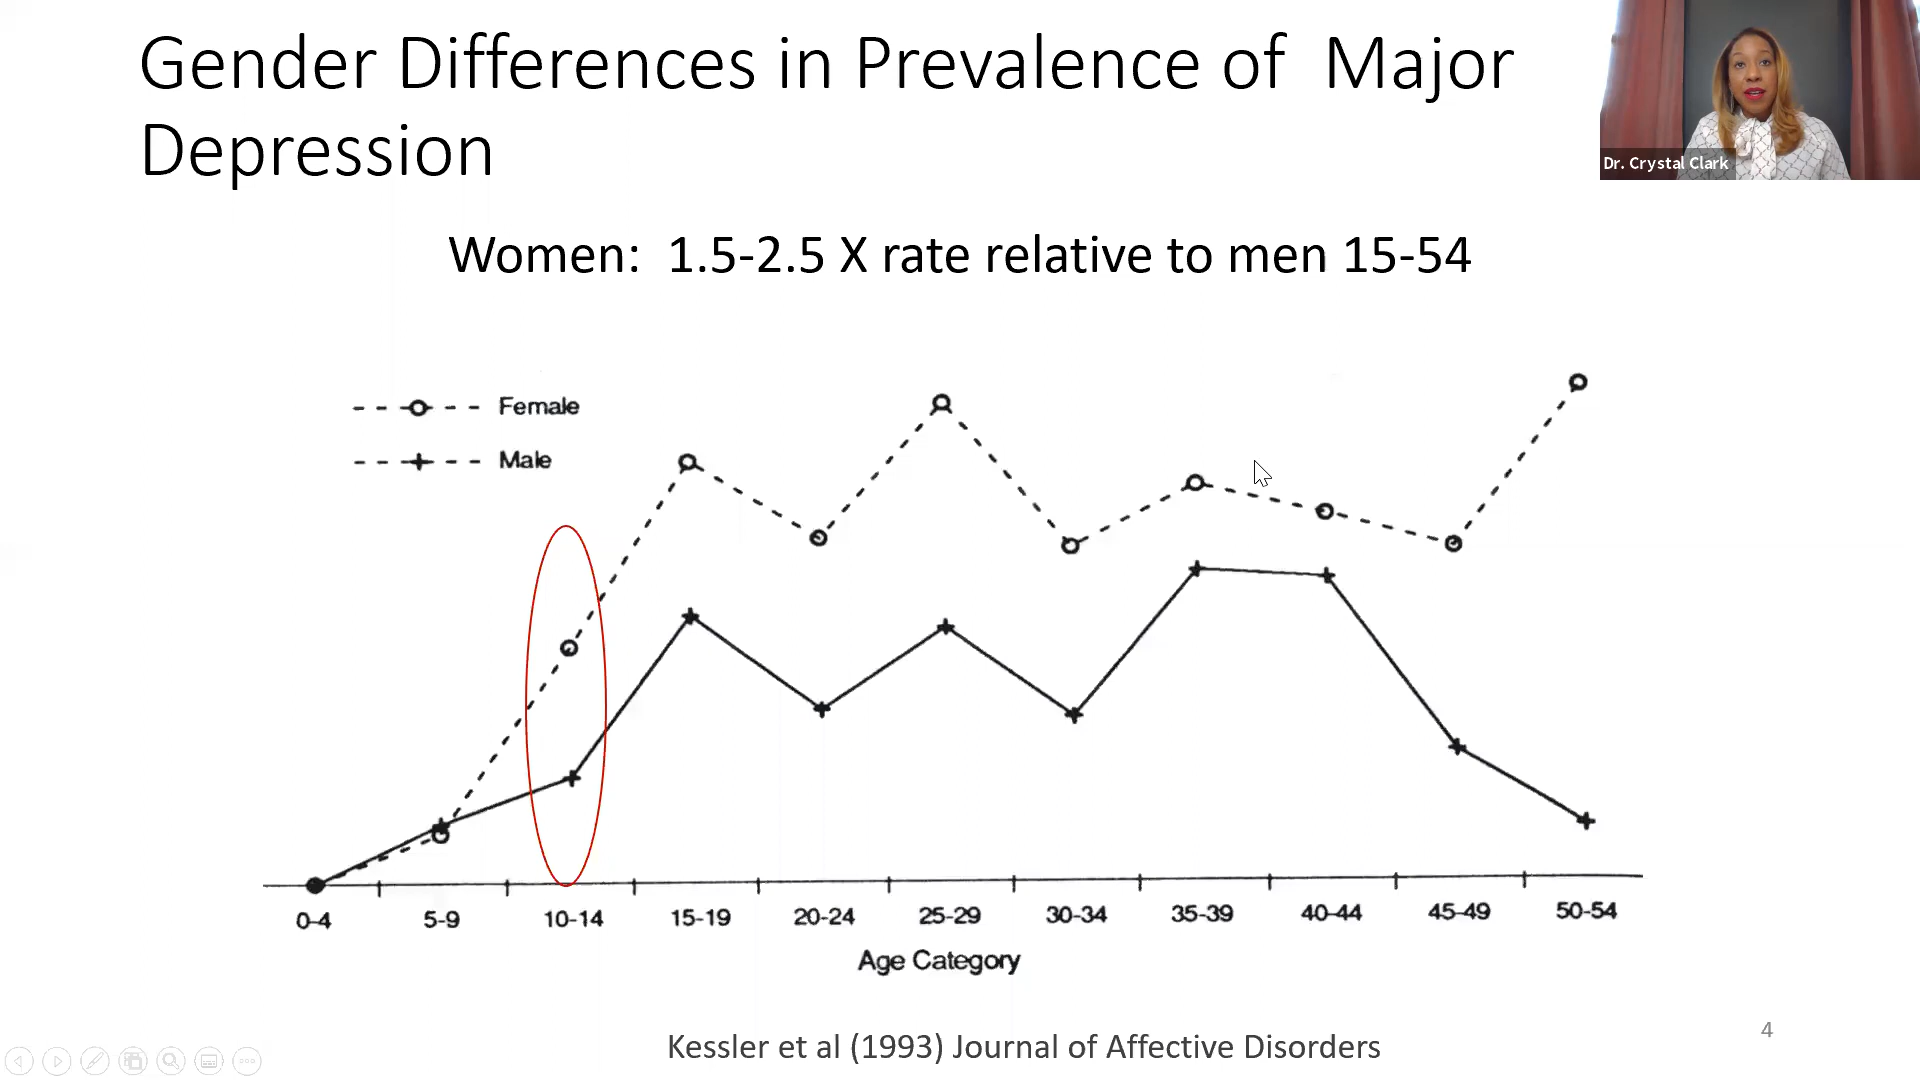 Gender Differences in Prevalence of  Major
Depression
Dr. Crystal Clark
Women:  1.5-2.5 X rate relative to men 15-54
Female
Male
0-4 5-9 10-14 15-19 20-24 25-29 30-34 35-39 40-44 45-49 50-54
Age Category
Kessler et al (1993) Journal of Affective Disorders
4